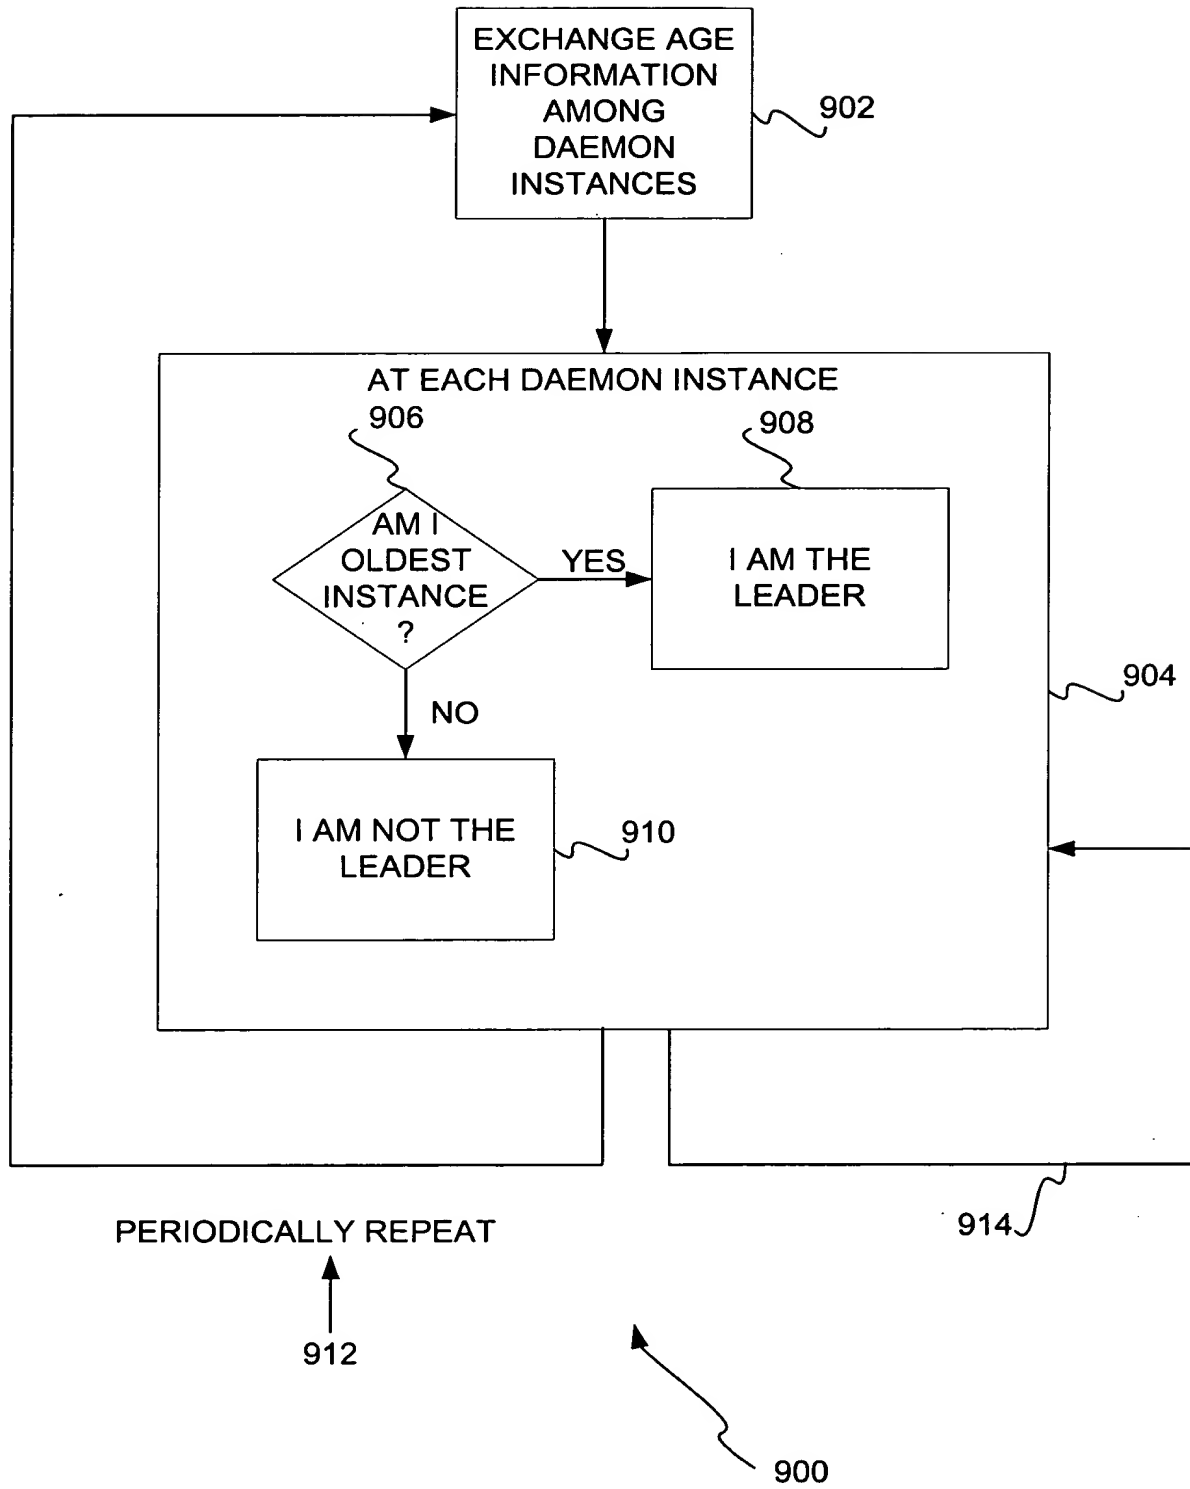 EXCHANGE AGE
INFORMATION
AMONG
DAEMON
INSTANCES
902
AT EACH DAEMON INSTANCE
906
908
AM I
OLDEST
INSTANCE
?
YES
I AM THE
LEADER
904
NO
I AM NOT THE
LEADER
910
914
PERIODICALLY REPEAT
912
900